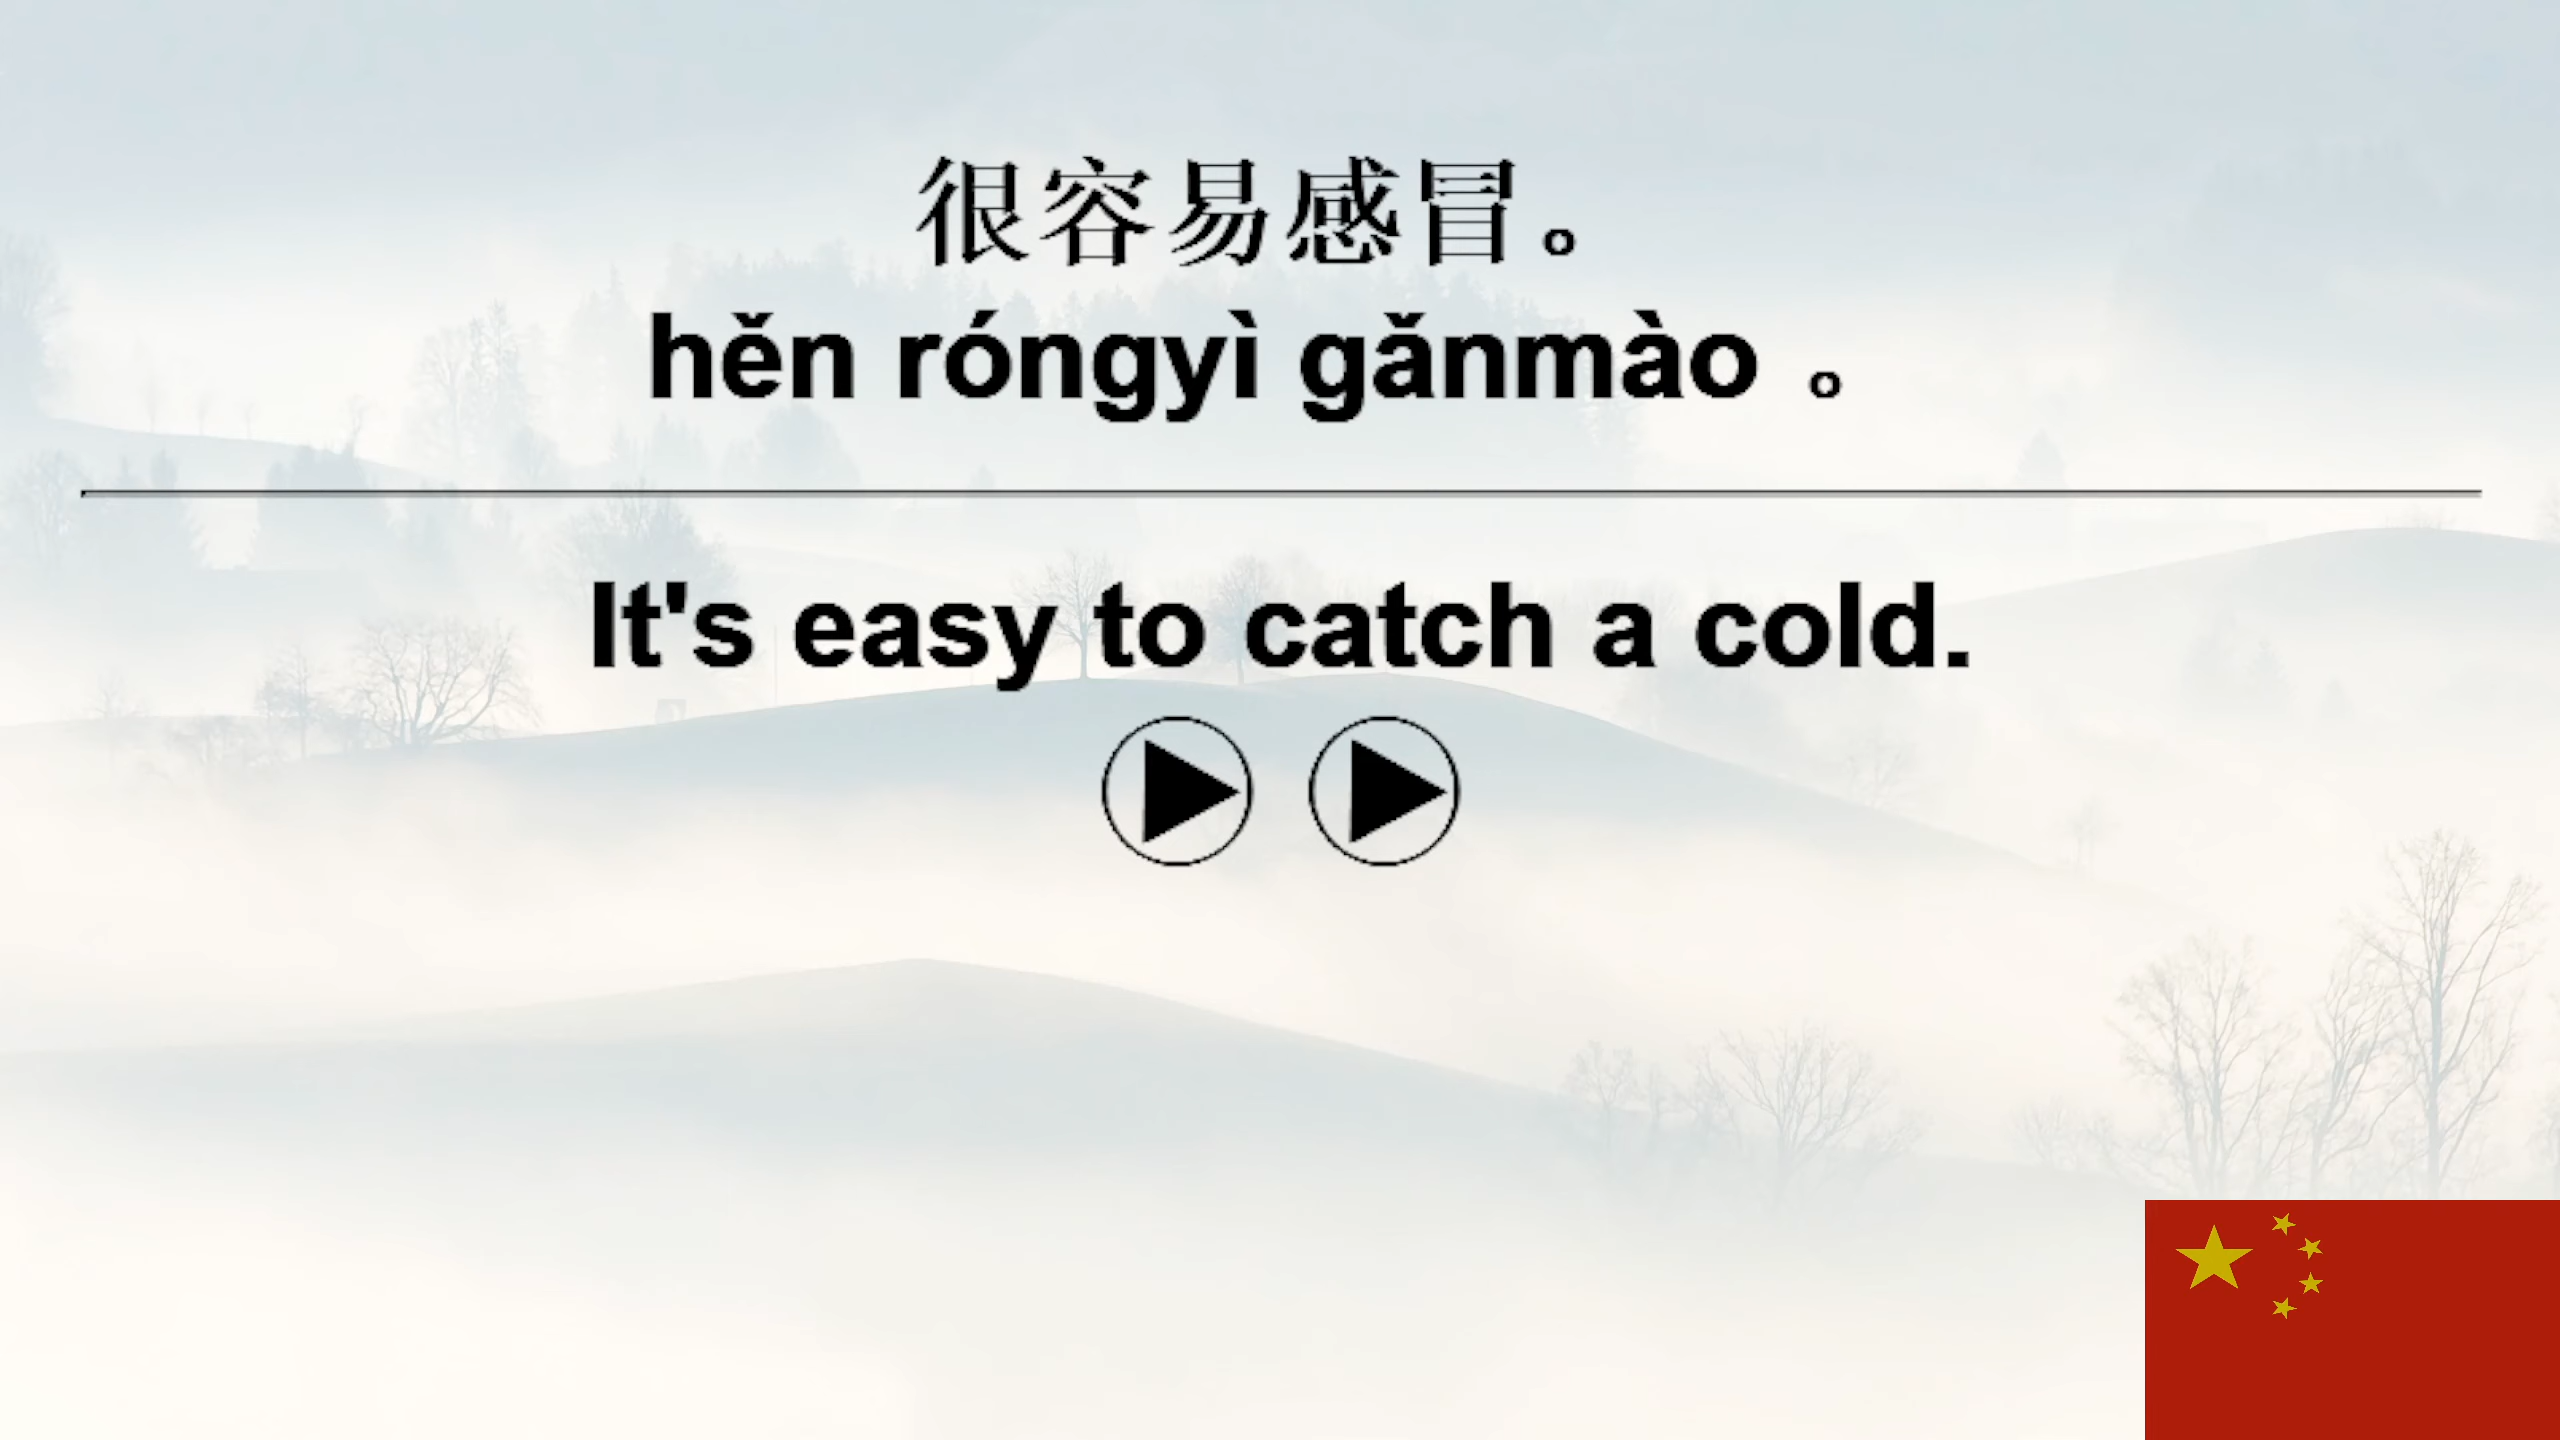 很容易感冒。
hěn róngyì gǎnmào 。
It's easy to catch a cold.